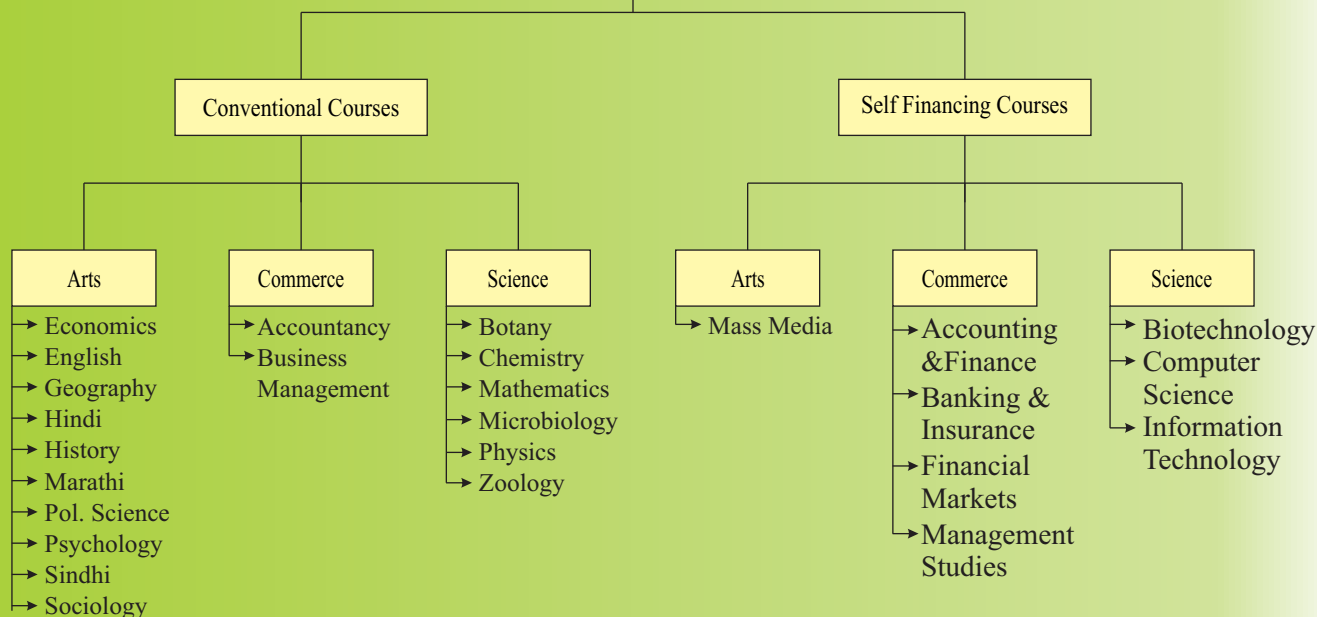 Conventional Courses
Self Financing Courses
Arts
Economics
English
Geography
Hindi
History
Marathi
Pol. Science
Psychology
Sindhi
Sociology
Commerce
Accountancy
Business
Management
Science
Botany
Chemistry
Mathematics
Microbiology
Physics
Zoology
Arts
Mass Media
Commerce
Accounting
&Finance
Banking &
Insurance
Financial
Markets
Management
Studies
Science
Biotechnology
Computer
Science
Information
Technology